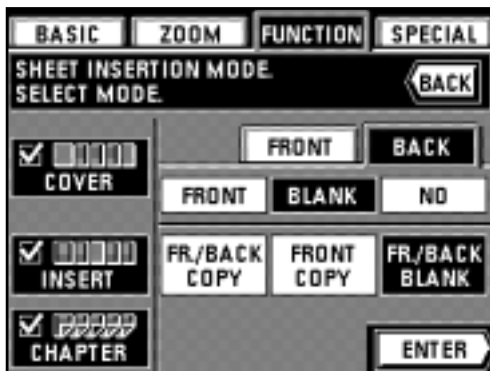 BASIC ZOOM FUNCTION SPECIAL
SHEET INSERTION MODE.
SELECT MODE.
BACK
FRONT BACK
COVER
FRONT BLANK NO
INSERT
FR./BACK COPY
FRONT COPY
FR./BACK BLANK
CHAPTER
ENTER